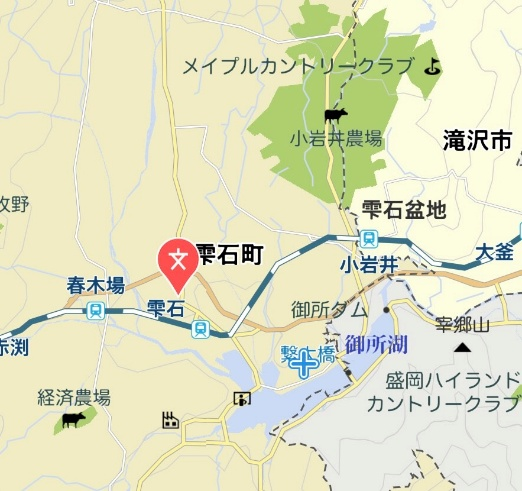 メイプルカントリークラブ
小岩井農場
滝沢市
牧野
雫石盆地
文
雫石町
大釜
小岩井
春木場
雫石
御所ダム
宰郷山
赤渕
御所湖
繋大橋
盛岡ハイランド
カントリークラブ
経済農場